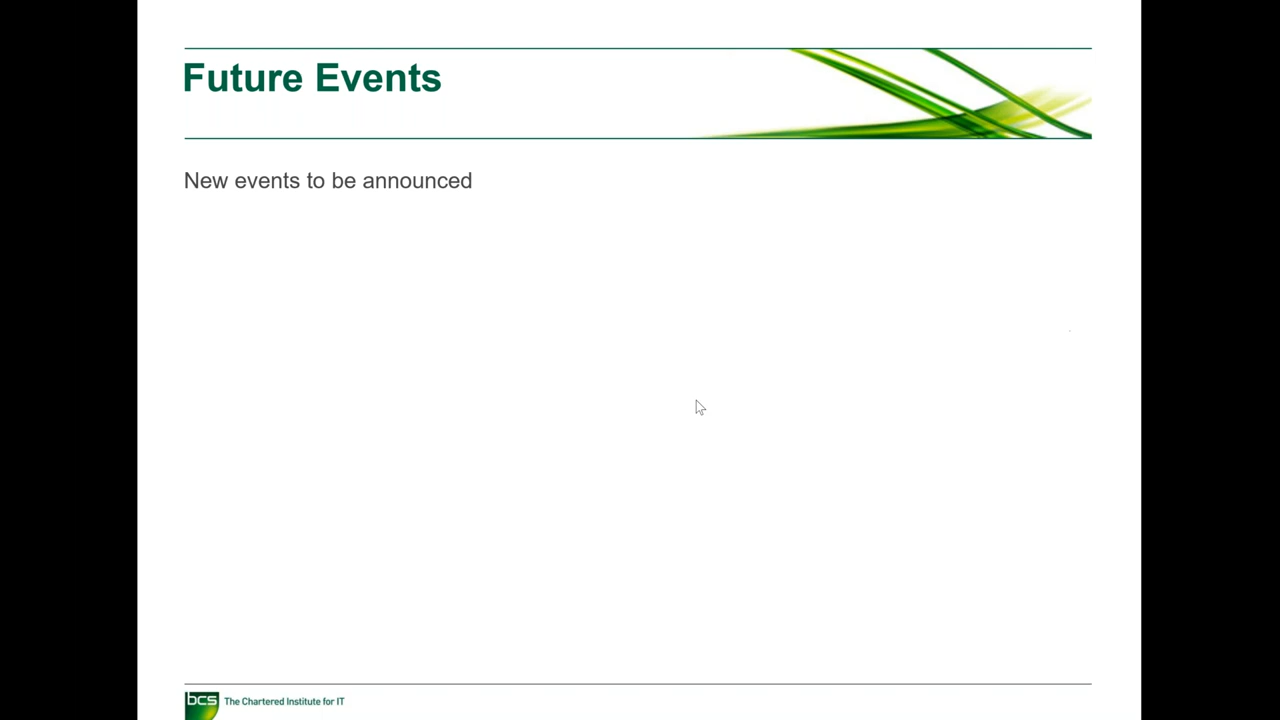 Future Events
New events to be announced
bcs The Chartered Institute for IT